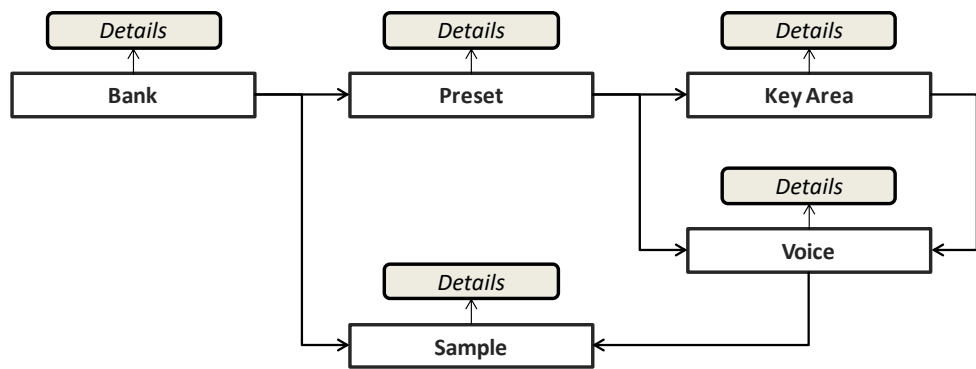 Details
Details
Details
Bank
Preset
Key Area
Details
Voice
Details
Sample